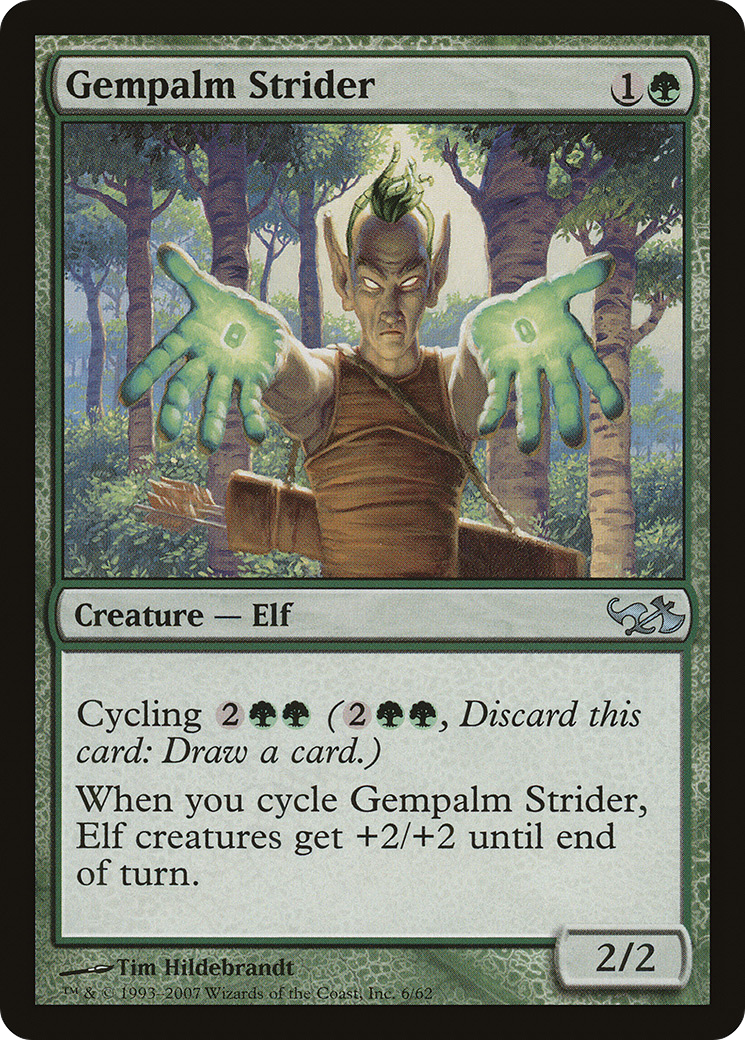 Gempalm Strider 1
Creature — Elf
Cycling 2 (2, Discard this
card: Draw a card.)
When you cycle Gempalm Strider,
Elf creatures get +2/+2 until end
of turn.
2/2
Tim Hildebrandt
™ & © 1993–2007 Wizards of the Coast, Inc. 6/62